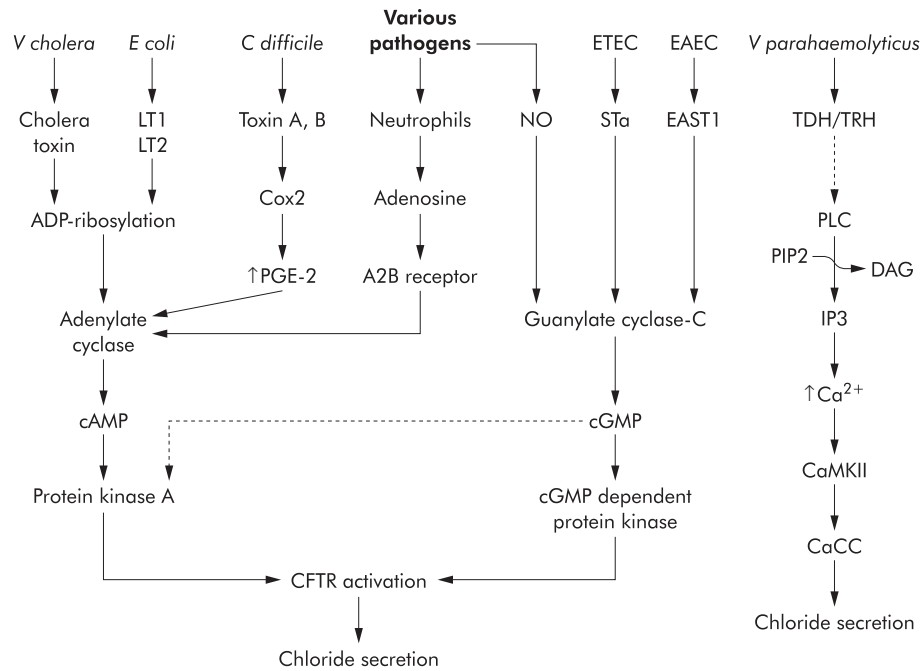 Various
pathogens
V cholera
E coli
C difficile
ETEC
EAEC
V parahaemolyticus
Cholera
toxin
LT1
LT2
Toxin A, B
Neutrophils
NO
STa
EAST1
TDH/TRH
Cox2
Adenosine
ADP-ribosylation
PLC
PIP2
DAG
↑PGE-2
A2B receptor
Adenylate
cyclase
Guanylate cyclase-C
IP3
↑Ca²⁺
cAMP
cGMP
CaMKII
Protein kinase A
cGMP dependent
protein kinase
CaCC
CFTR activation
Chloride secretion
Chloride secretion